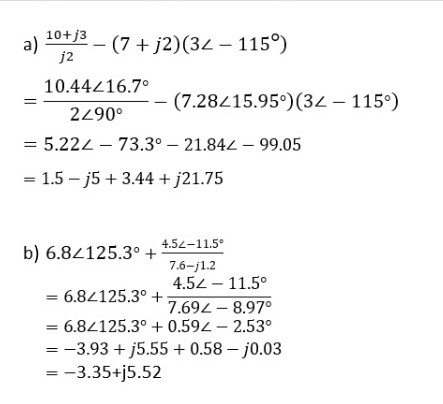 a) (10+j3)/(j2) − (7 + j2)(3∠ − 115°)
= (10.44∠16.7°)/(2∠90°) − (7.28∠15.95°)(3∠ − 115°)
= 5.22∠ − 73.3° − 21.84∠ − 99.05
= 1.5 − j5 + 3.44 + j21.75
b) 6.8∠125.3° + (4.5∠−11.5°)/(7.6−j1.2)
= 6.8∠125.3° + (4.5∠ − 11.5°)/(7.69∠ − 8.97°)
= 6.8∠125.3° + 0.59∠ − 2.53°
= −3.93 + j5.55 + 0.58 − j0.03
= −3.35+j5.52